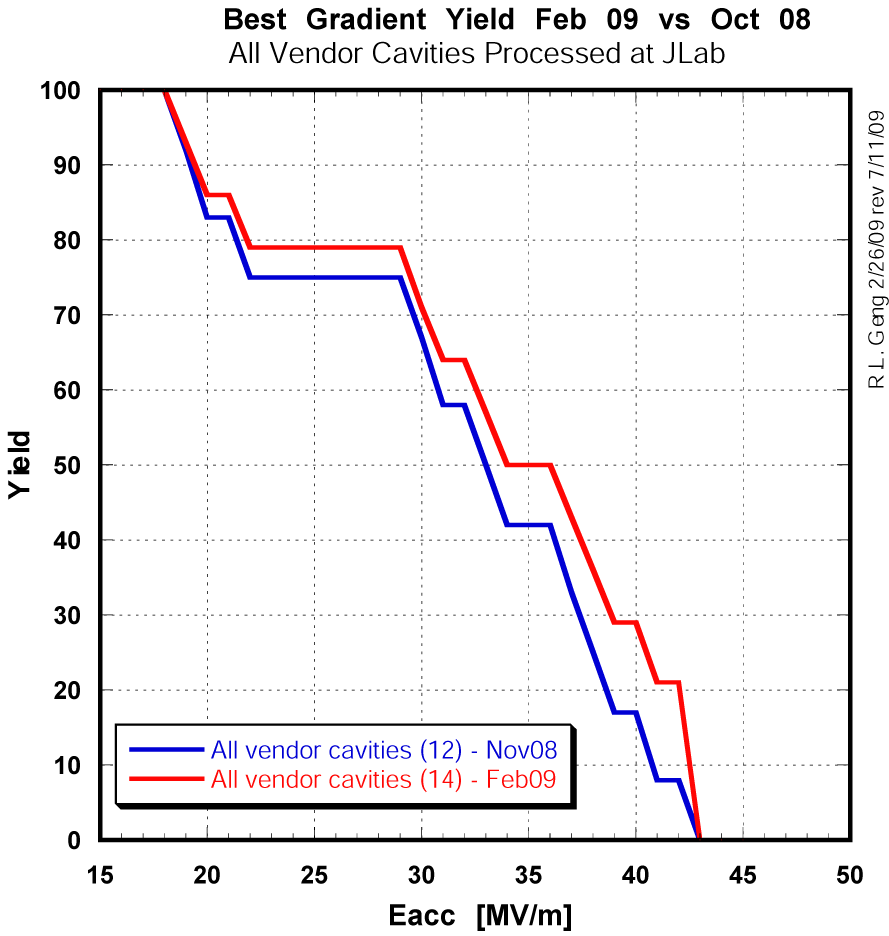 Best Gradient Yield Feb 09 vs Oct 08
All Vendor Cavities Processed at JLab
100
90
80
70
60
50
40
30
20
10
0
Yield
All vendor cavities (12) - Nov08
All vendor cavities (14) - Feb09
15 20 25 30 35 40 45 50
Eacc [MV/m]
R.L. Geng 2/26/09 rev 7/11/09